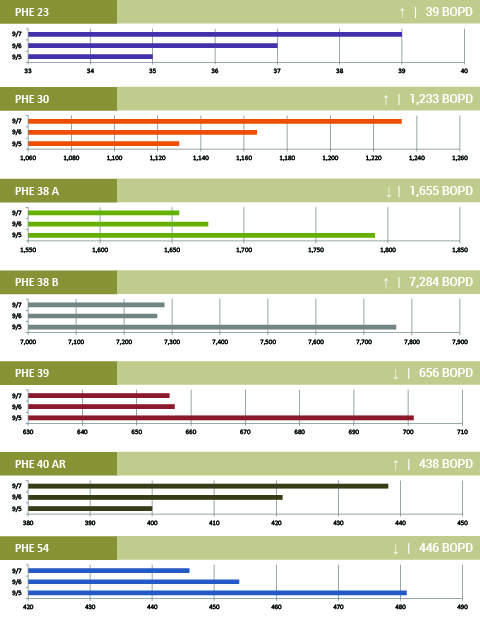 PHE 23 ↑ | 39 BOPD
9/7
9/6
9/5
33 34 35 36 37 38 39 40
PHE 30 ↑ | 1,233 BOPD
9/7
9/6
9/5
1,060 1,080 1,100 1,120 1,140 1,160 1,180 1,200 1,220 1,240 1,260
PHE 38 A ↓ | 1,655 BOPD
9/7
9/6
9/5
1,550 1,600 1,650 1,700 1,750 1,800 1,850
PHE 38 B ↑ | 7,284 BOPD
9/7
9/6
9/5
7,000 7,100 7,200 7,300 7,400 7,500 7,600 7,700 7,800 7,900
PHE 39 ↓ | 656 BOPD
9/7
9/6
9/5
630 640 650 660 670 680 690 700 710
PHE 40 AR ↑ | 438 BOPD
9/7
9/6
9/5
380 390 400 410 420 430 440 450
PHE 54 ↓ | 446 BOPD
9/7
9/6
9/5
420 430 440 450 460 470 480 490